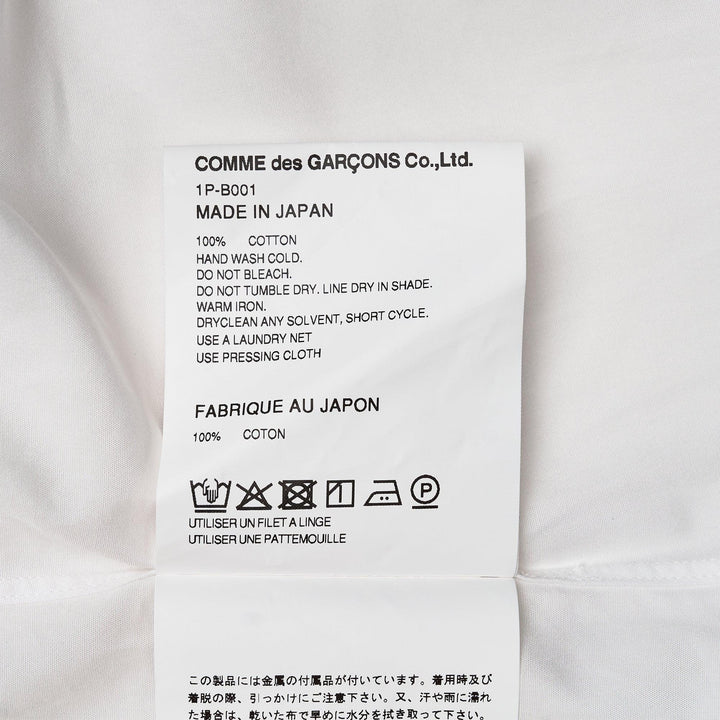 COMME des GARÇONS Co.,Ltd.
1P-B001
MADE IN JAPAN
100% COTTON
HAND WASH COLD.
DO NOT BLEACH.
DO NOT TUMBLE DRY. LINE DRY IN SHADE.
WARM IRON.
DRYCLEAN ANY SOLVENT, SHORT CYCLE.
USE A LAUNDRY NET
USE PRESSING CLOTH
FABRIQUE AU JAPON
100% COTON
P
UTILISER UN FILET A LINGE
UTILISER UNE PATTEMOUILLE
この製品には金属の付属品が付いています。着用時及び
着脱の際、引っかけにご注意下さい。又、汗や雨に濡れ
た場合は、乾いた布で早めに水分を拭き取って下さい。